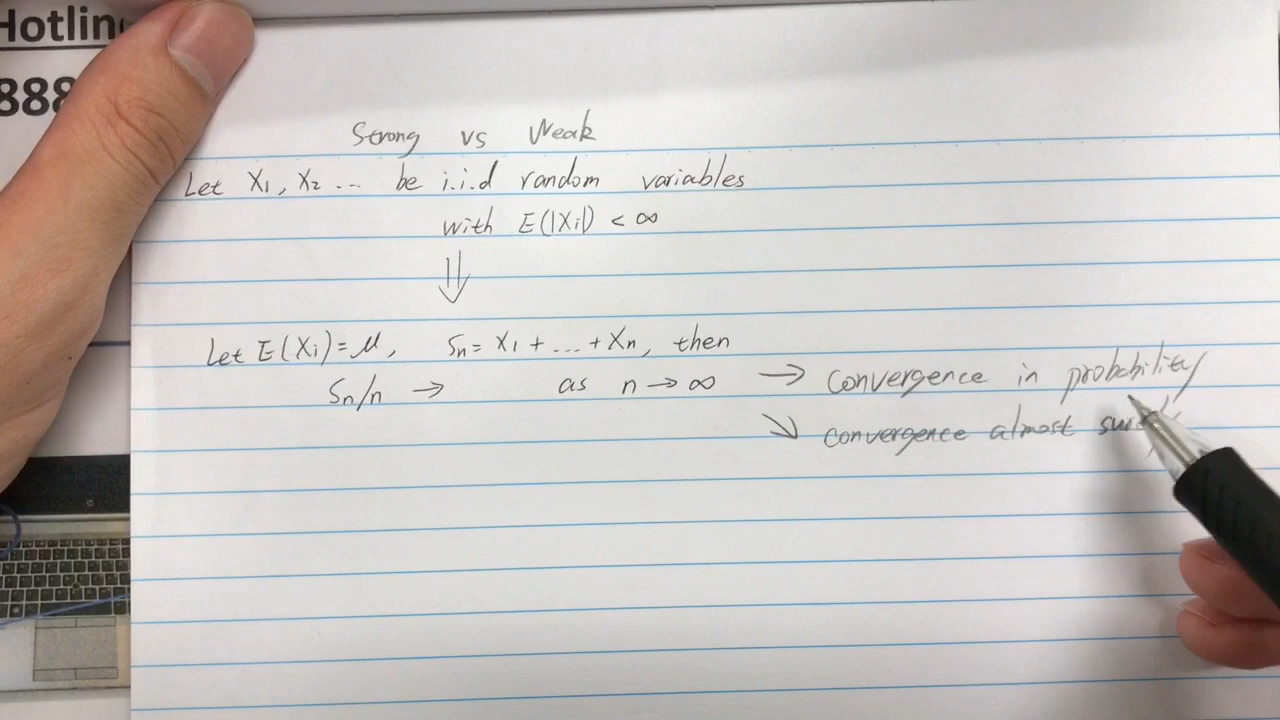 Hotlin
888
Strong vs Weak
Let X1, X2 ... be i.i.d random variables
with E(|Xi|) < ∞
⇓
Let E(Xi) = μ, Sn = X1 + ... + Xn, then
Sn/n → as n → ∞ → convergence in probability
↘ convergence almost